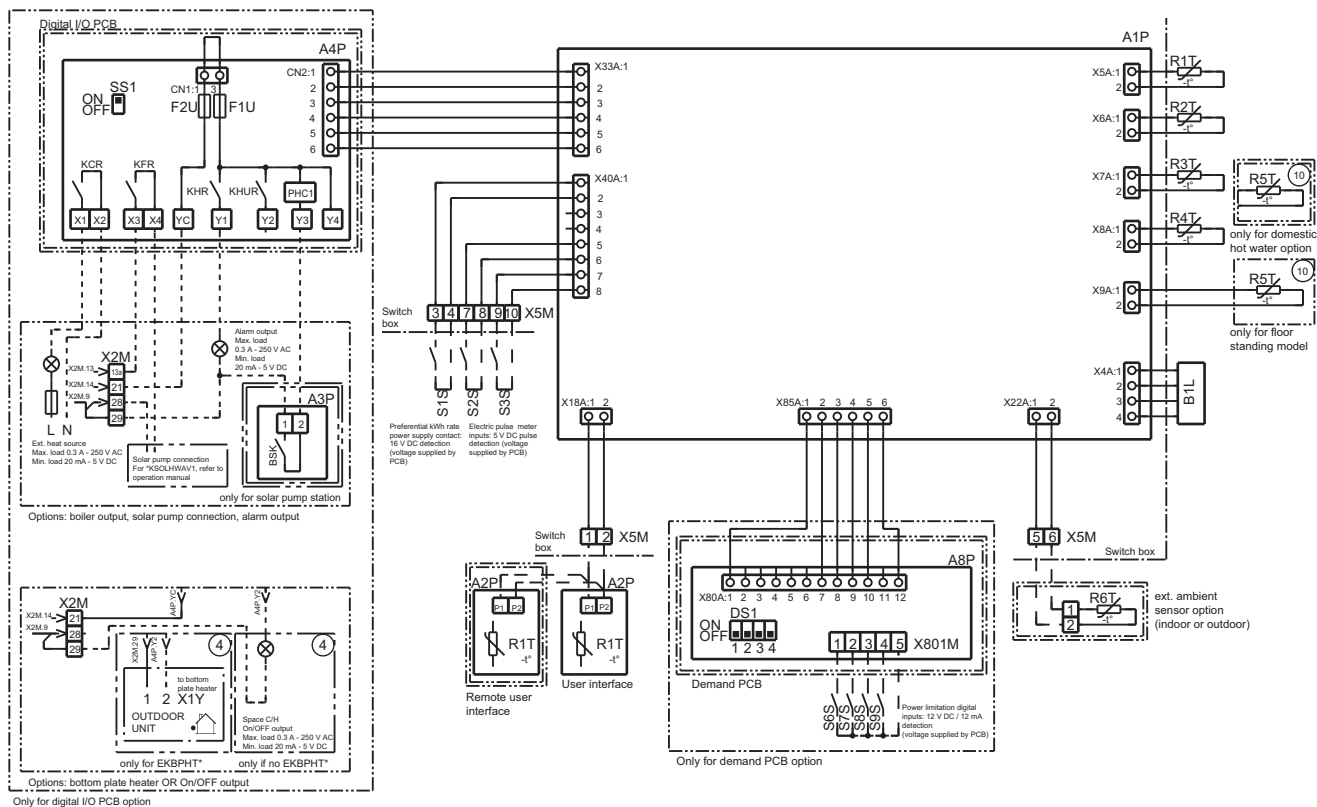 Digital I/O PCB
A4P
A1P
CN2:1
2
3
4
5
6
SS1
ON
OFF
CN1:1
3
F2U
F1U
KCR
KFR
KHR
KHUR
PHC1
X1
X2
X3
X4
YC
Y1
Y2
Y3
Y4
X33A:1
2
3
4
5
6
X40A:1
2
3
4
5
6
7
8
X5A:1
2
R1T
-t°
X6A:1
2
R2T
-t°
X7A:1
2
R3T
-t°
X8A:1
2
R4T
-t°
R5T
-t°
10
only for domestic
hot water option
X9A:1
2
R5T
-t°
10
only for floor
standing model
X4A:1
2
3
4
B1L
Switch
box
3
4
7
8
9
10
X5M
S1S
S2S
S3S
Preferential kWh rate
power supply contact:
16 V DC detection
(voltage supplied by
PCB)
Electric pulse meter
inputs: 5 V DC pulse
detection (voltage
supplied by PCB)
X18A:1
2
X85A:1
2
3
4
5
6
X22A:1
2
Alarm output
Max. load
0.3 A - 250 V AC
Min. load
20 mA - 5 V DC
X2M
X2M.13
13a
X2M.14
21
X2M.9
28
29
L N
Ext. heat source
Max. load 0.3 A - 250 V AC
Min. load 20 mA - 5 V DC
Solar pump connection
For *KSOLHWAV1, refer to
operation manual
A3P
1
2
BSK
only for solar pump station
Options: boiler output, solar pump connection, alarm output
Switch
box
1
2
X5M
A2P
P1
P2
R1T
-t°
Remote user
interface
A2P
P1
P2
R1T
-t°
User interface
A8P
X80A:1
2
3
4
5
6
7
8
9
10
11
12
DS1
ON
OFF
1 2 3 4
1
2
3
4
5
X801M
Demand PCB
S6S
S7S
S8S
S9S
Power limitation digital
inputs: 12 V DC / 12 mA
detection
(voltage supplied by PCB)
Only for demand PCB option
5
6
X5M
Switch box
R6T
-t°
1
2
ext. ambient
sensor option
(indoor or outdoor)
X2M
X2M.14
21
X2M.9
28
29
A4P.YC
A4P.Y2
X2M.29
A4P.Y2
4
4
to bottom
plate heater
1 2 X1Y
OUTDOOR
UNIT
Space C/H
On/OFF output
Max. load 0.3 A - 250 V AC
Min. load 20 mA - 5 V DC
only for EKBPHT*
only if no EKBPHT*
Options: bottom plate heater OR On/OFF output
Only for digital I/O PCB option